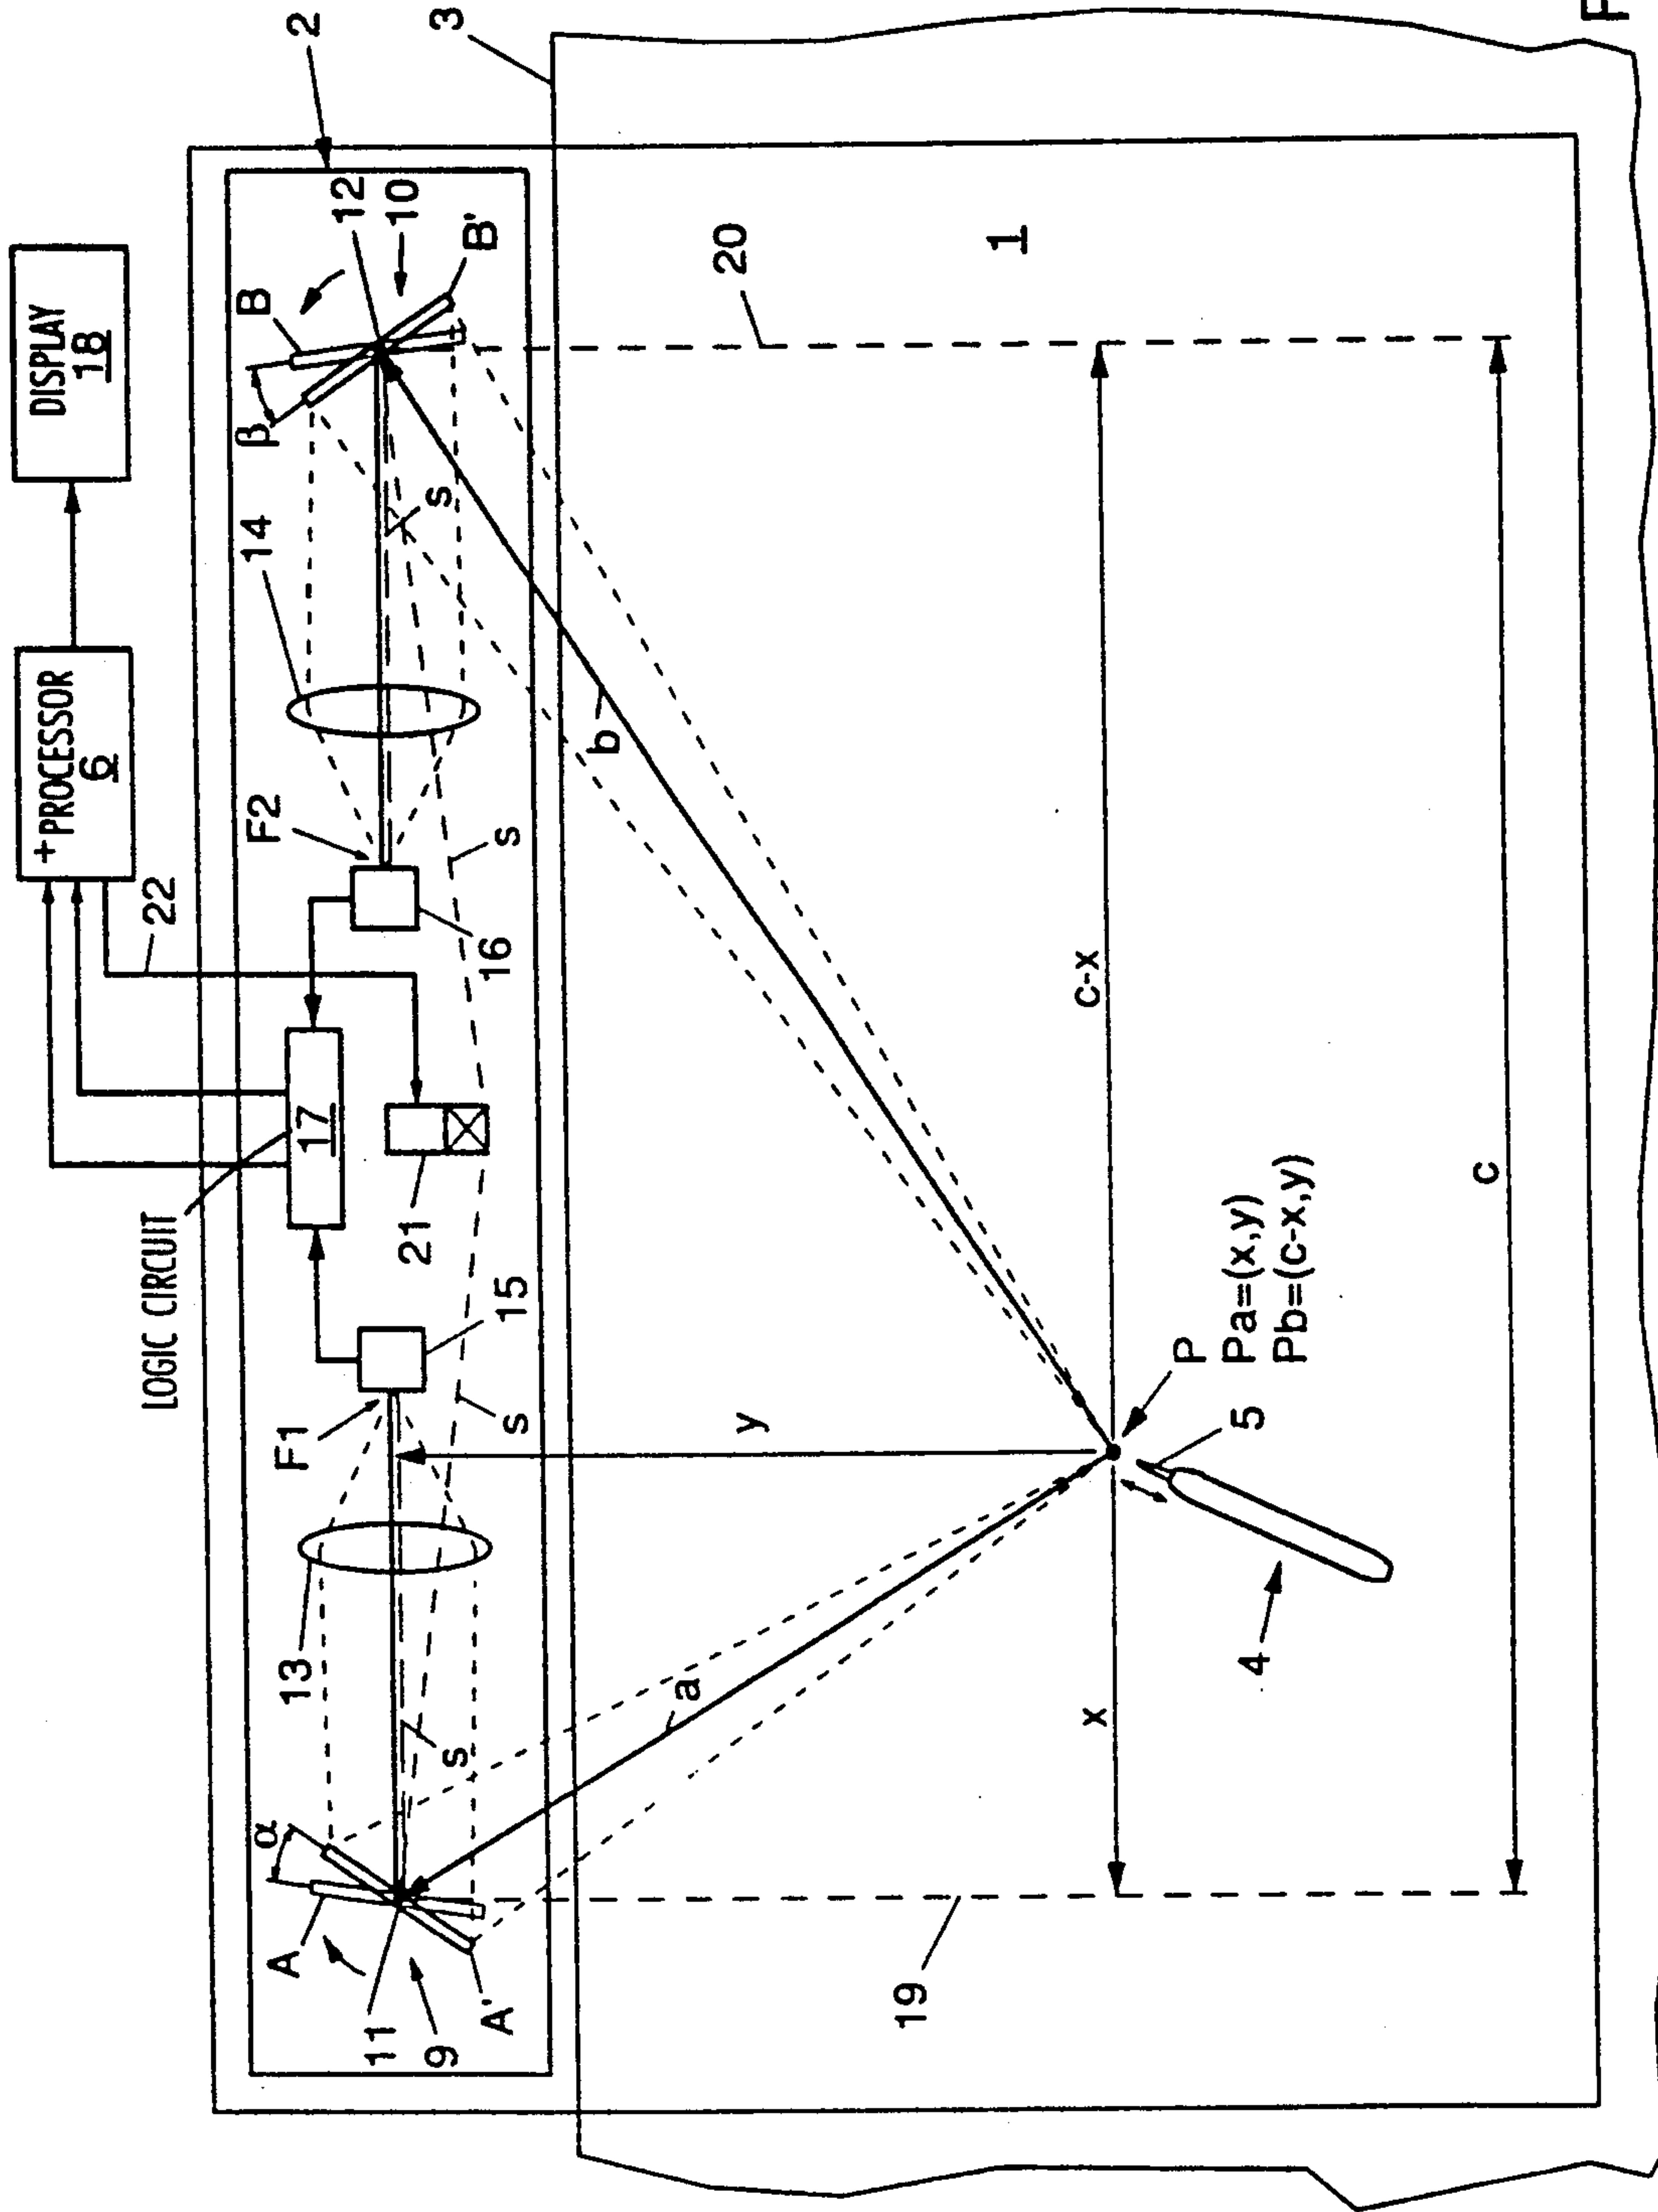 DISPLAY
18
+PROCESSOR
6
22
LOGIC CIRCUIT
17
2
3
12
10
B
B'
β
14
s
F2
16
s
21
15
F1
s
13
s
α
A
A'
11
9
20
1
b
c-x
y
a
x
c
19
P
Pa=(x,y)
Pb=(c-x,y)
5
4